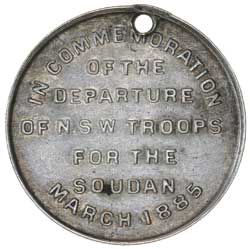 IN COMMEMORATION
OF THE
DEPARTURE
OF N.S.W TROOPS
FOR THE
SOUDAN
MARCH 1885